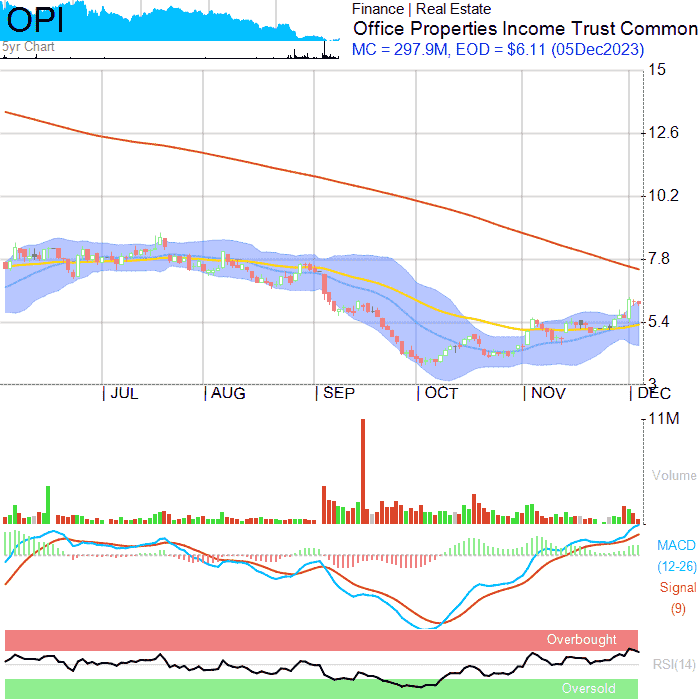 OPI
5yr Chart
Finance | Real Estate
Office Properties Income Trust Common
MC = 297.9M, EOD = $6.11 (05Dec2023)
15
12.6
10.2
7.8
5.4
3
JUL AUG SEP OCT NOV DEC
11M
Volume
MACD
(12-26)
Signal
(9)
Overbought
RSI(14)
Oversold